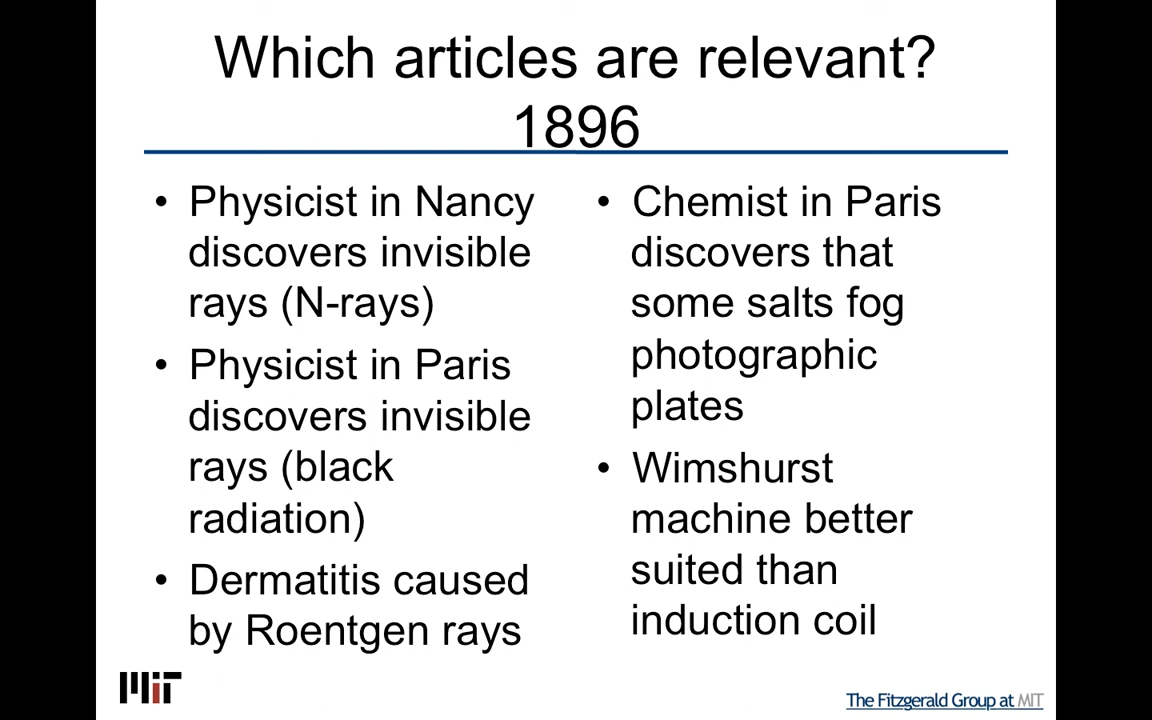 Which articles are relevant?
1896
• Physicist in Nancy
discovers invisible
rays (N-rays)
• Physicist in Paris
discovers invisible
rays (black
radiation)
• Dermatitis caused
by Roentgen rays
• Chemist in Paris
discovers that
some salts fog
photographic
plates
• Wimshurst
machine better
suited than
induction coil
MIT
The Fitzgerald Group at MIT